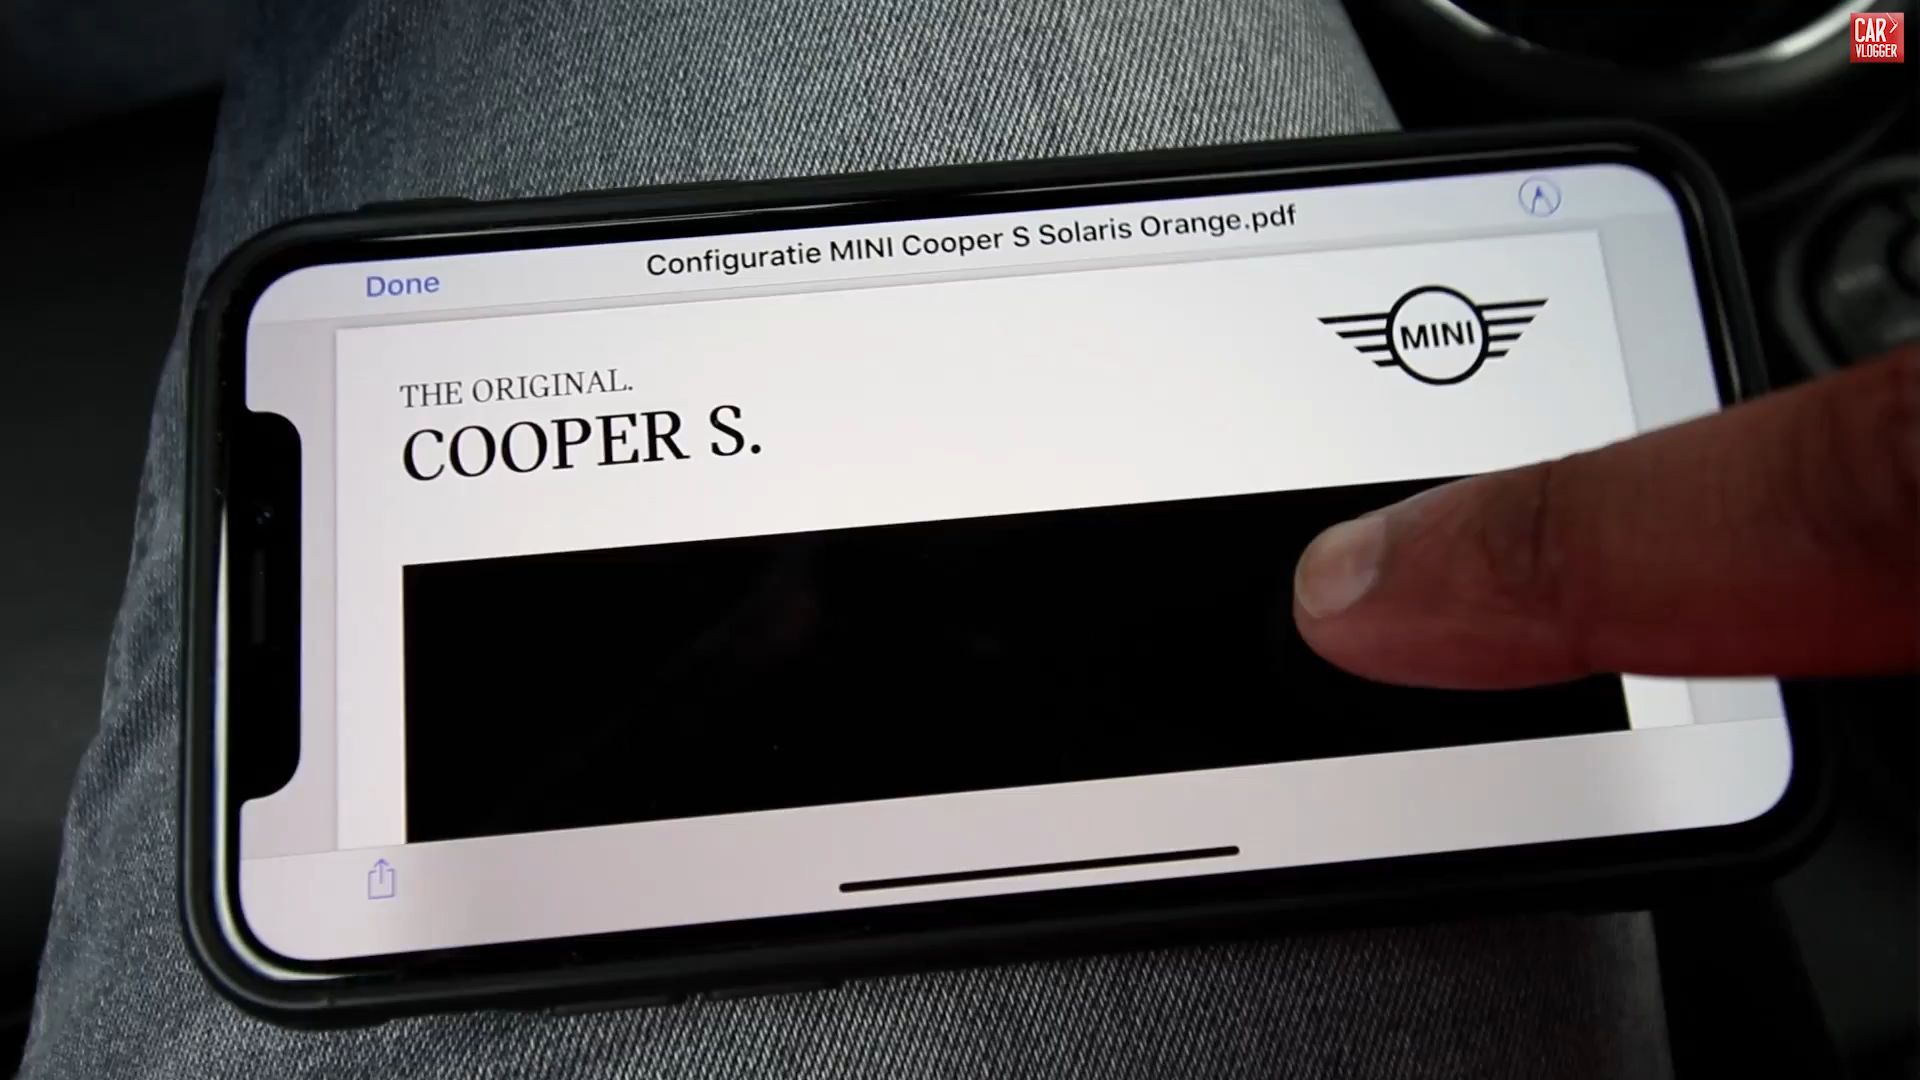 CAR
VLOGGER
Configuratie MINI Cooper S Solaris Orange.pdf
Done
MINI
THE ORIGINAL.
COOPER S.